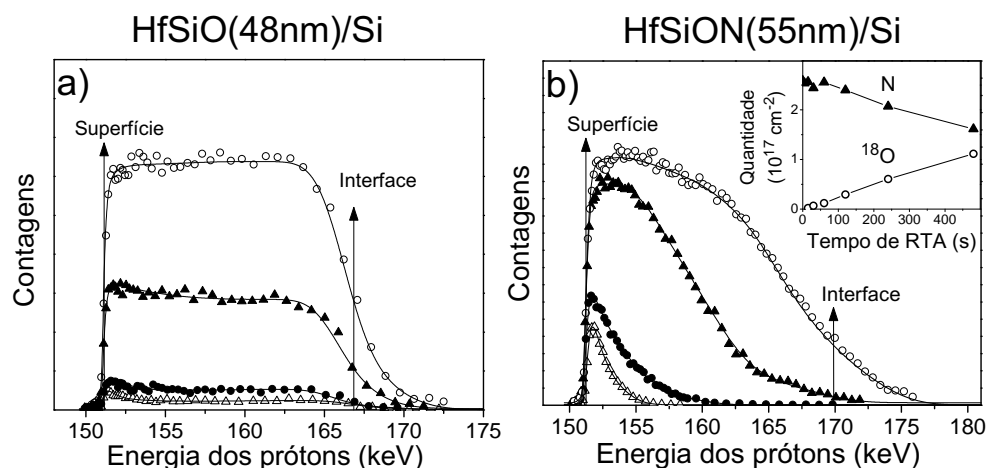 HfSiO(48nm)/Si
a)
Superfície
Interface
Contagens
150 155 160 165 170 175
Energia dos prótons (keV)
HfSiON(55nm)/Si
b)
Superfície
Interface
Contagens
150 155 160 165 170 175 180
Energia dos prótons (keV)
N
18O
Quantidade
(10^17 cm^-2)
2
1
0
0 100 200 300 400
Tempo de RTA (s)